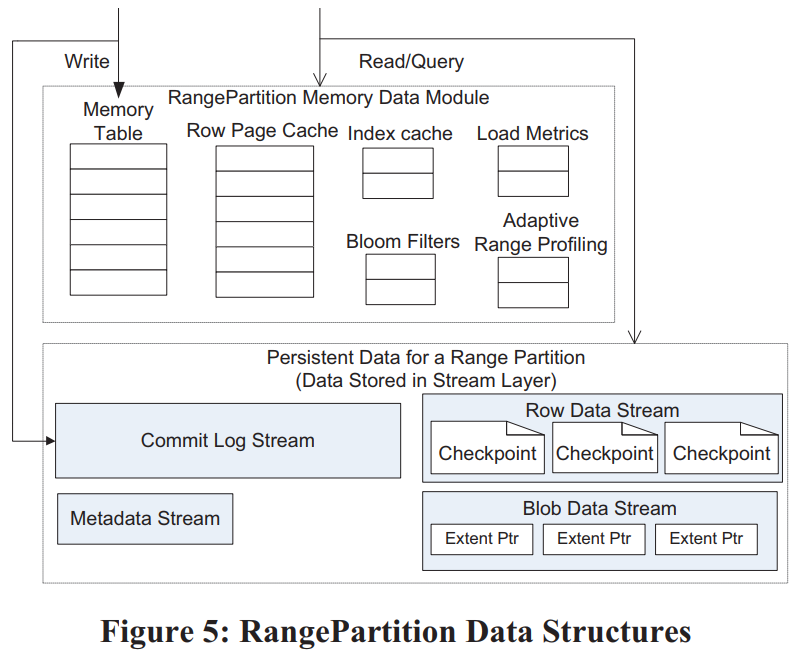 Write
Read/Query
RangePartition Memory Data Module
Memory
Table
Row Page Cache
Index cache
Load Metrics
Bloom Filters
Adaptive
Range Profiling
Persistent Data for a Range Partition
(Data Stored in Stream Layer)
Commit Log Stream
Row Data Stream
Checkpoint
Checkpoint
Checkpoint
Metadata Stream
Blob Data Stream
Extent Ptr
Extent Ptr
Extent Ptr
Figure 5: RangePartition Data Structures